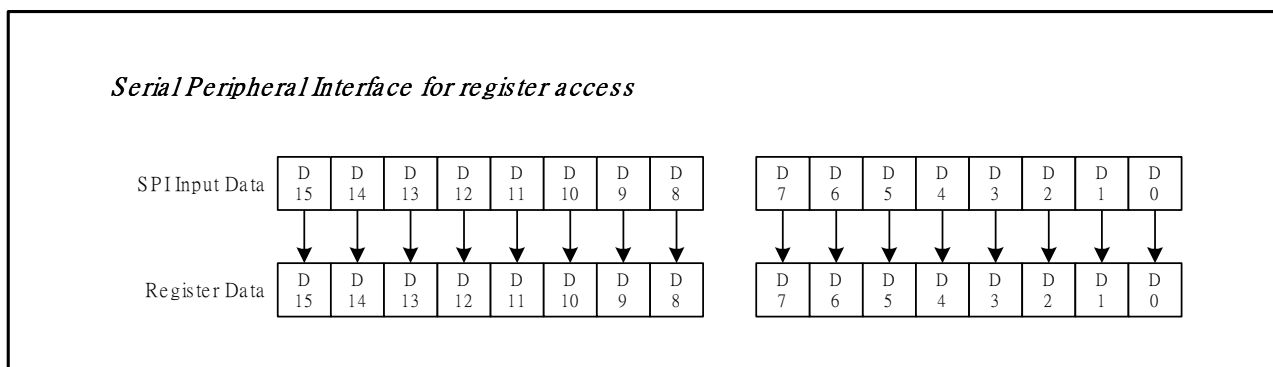 Serial Peripheral Interface for register access
SPI Input Data D 15 D 14 D 13 D 12 D 11 D 10 D 9 D 8 D 7 D 6 D 5 D 4 D 3 D 2 D 1 D 0
Register Data D 15 D 14 D 13 D 12 D 11 D 10 D 9 D 8 D 7 D 6 D 5 D 4 D 3 D 2 D 1 D 0